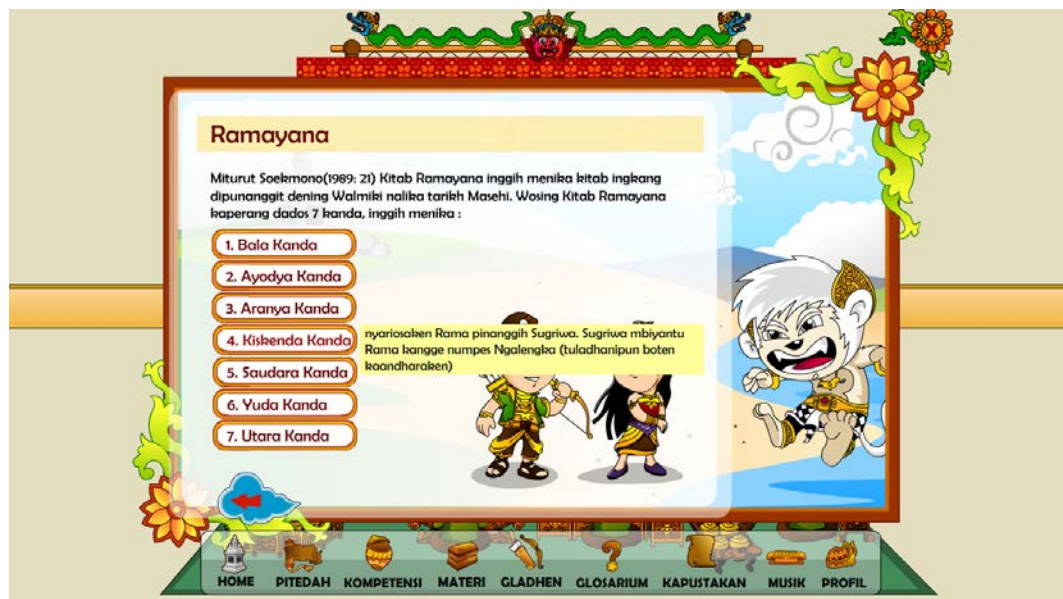 X
Ramayana
Miturut Soekmono(1989: 21) Kitab Ramayana inggih menika kitab ingkang
dipunanggit dening Walmiki nalika tarikh Masehi. Wosing Kitab Ramayana
kaperang dados 7 kanda, inggih menika :
1. Bala Kanda
2. Ayodya Kanda
3. Aranya Kanda
4. Kiskenda Kanda
nyariosaken Rama pinanggih Sugriwa. Sugriwa mbiyantu
Rama kangge numpes Ngalengka (tuladhanipun boten
kaandharaken)
5. Saudara Kanda
6. Yuda Kanda
7. Utara Kanda
HOME PITEDAH KOMPETENSI MATERI GLADHEN GLOSARIUM KAPUSTAKAN MUSIK PROFIL